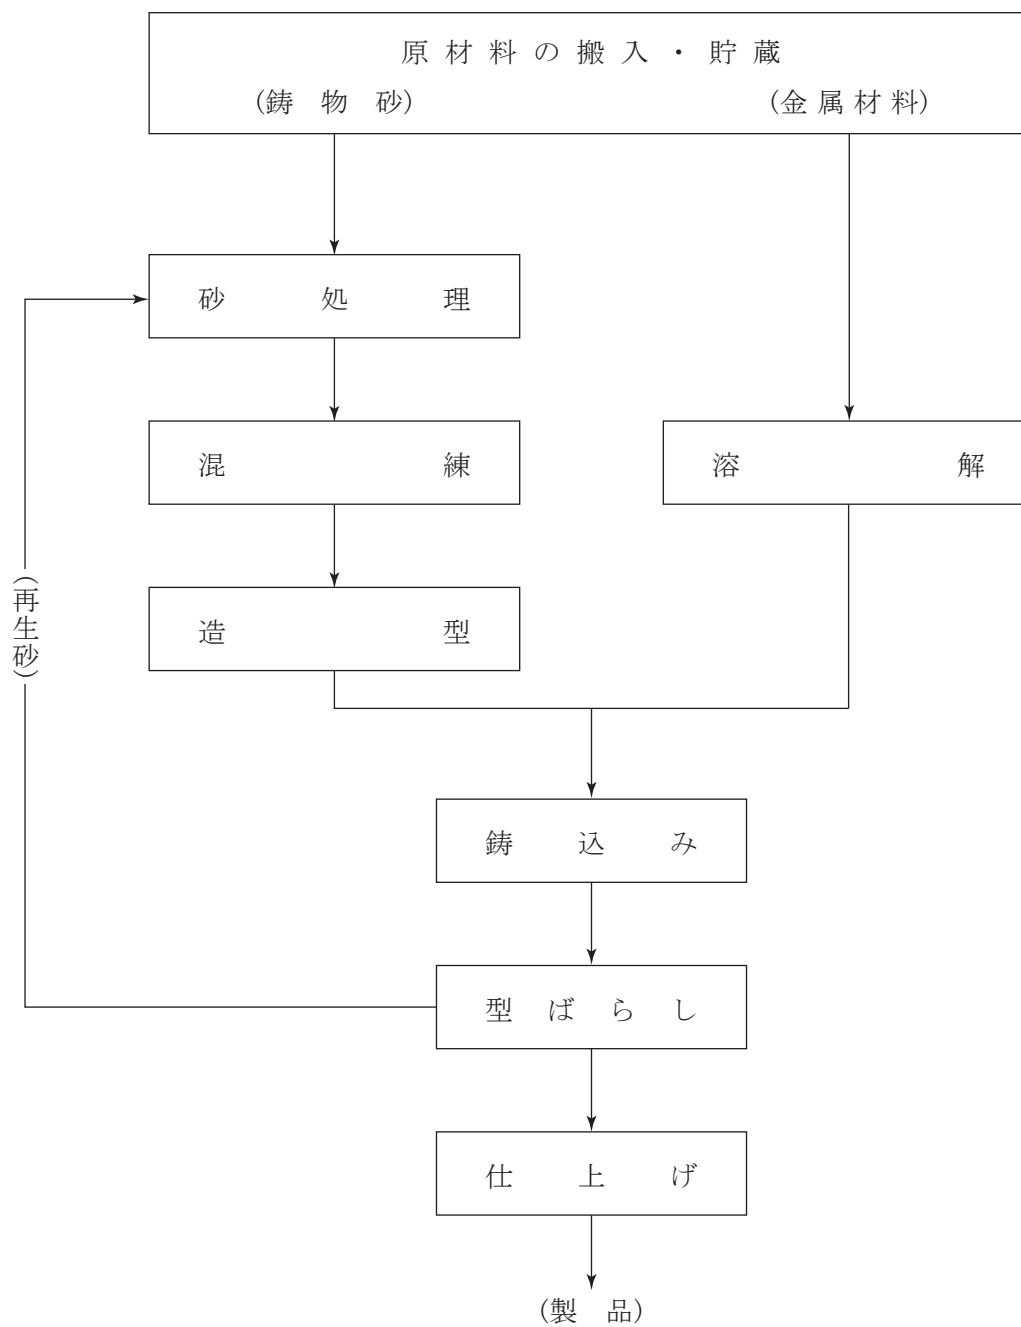 原材料の搬入・貯蔵
(鋳物砂) (金属材料)
砂処理
混練
溶解
(再生砂)
造型
鋳込み
型ばらし
仕上げ
(製品)